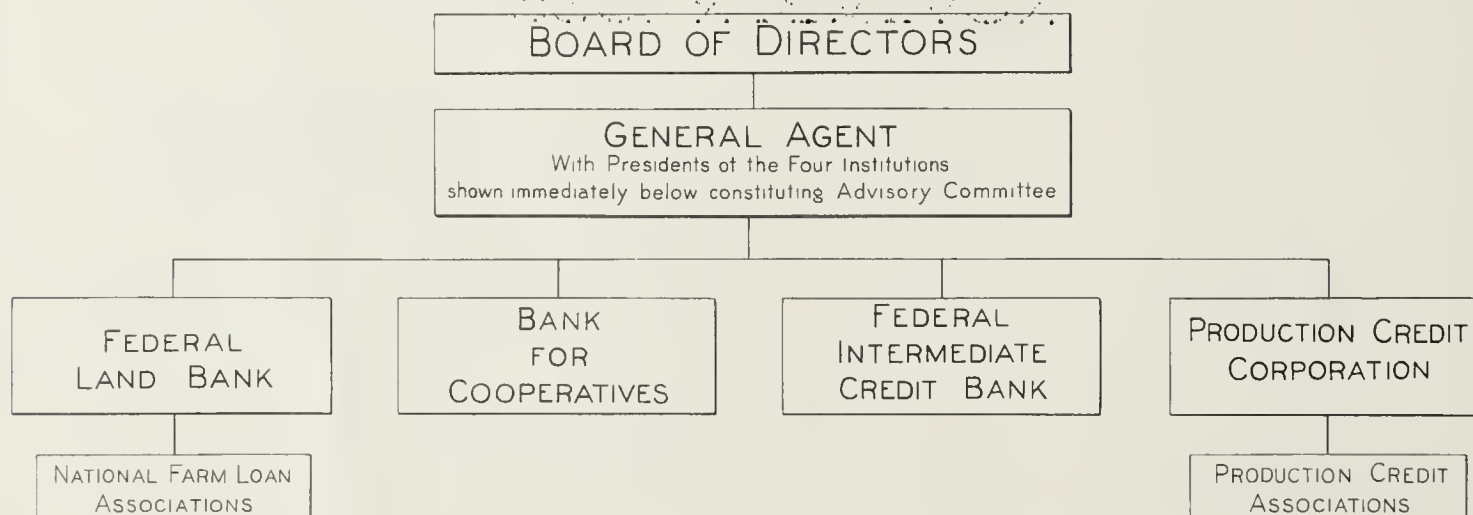 BOARD OF DIRECTORS
GENERAL AGENT
With Presidents of the Four Institutions
shown immediately below constituting Advisory Committee
FEDERAL
LAND BANK
BANK
FOR
COOPERATIVES
FEDERAL
INTERMEDIATE
CREDIT BANK
PRODUCTION CREDIT
CORPORATION
NATIONAL FARM LOAN
ASSOCIATIONS
PRODUCTION CREDIT
ASSOCIATIONS